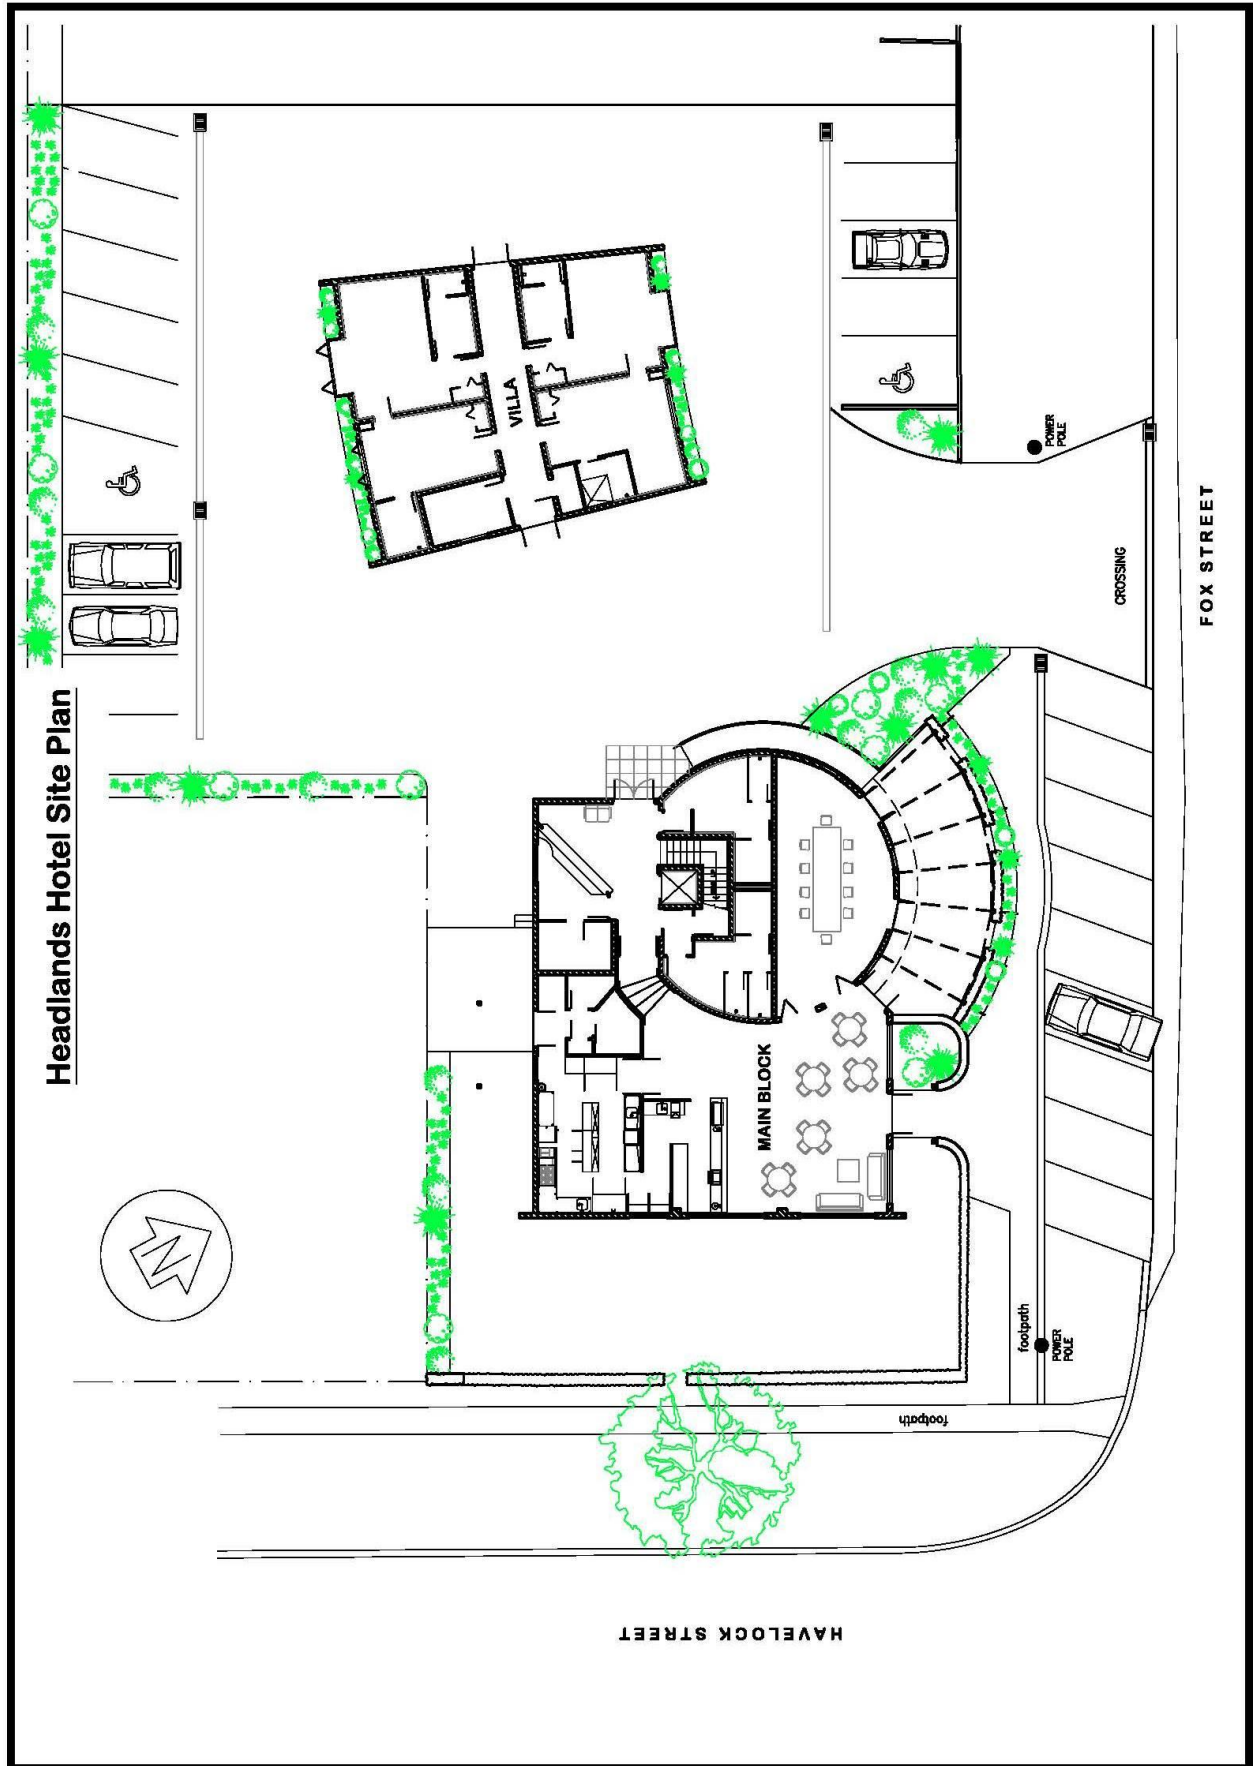 Headlands Hotel Site Plan
VILLA
POWER
POLE
CROSSING
FOX STREET
MAIN BLOCK
N
footpath
POWER
POLE
footpath
HAVELOCK STREET